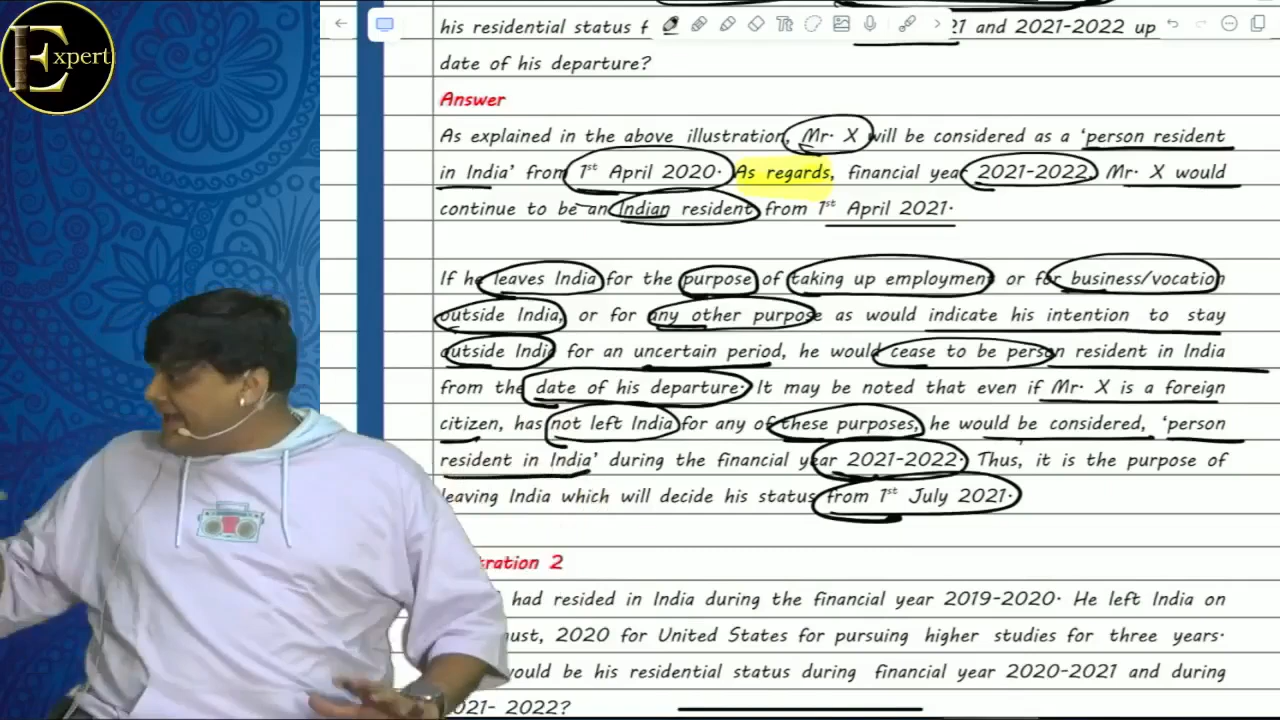 Expert
his residential status f
21 and 2021-2022 up
date of his departure?
Answer
As explained in the above illustration, Mr. X will be considered as a ‘person resident
in India’ from 1st April 2020. As regards, financial year 2021-2022, Mr. X would
continue to be an Indian resident from 1st April 2021.
If he leaves India for the purpose of taking up employment or for business/vocation
outside India, or for any other purpose as would indicate his intention to stay
outside India for an uncertain period, he would cease to be person resident in India
from the date of his departure. It may be noted that even if Mr. X is a foreign
citizen, has not left India for any of these purposes, he would be considered, ‘person
resident in India’ during the financial year 2021-2022. Thus, it is the purpose of
leaving India which will decide his status from 1st July 2021.
tration 2
had resided in India during the financial year 2019-2020. He left India on
ust, 2020 for United States for pursuing higher studies for three years.
would be his residential status during financial year 2020-2021 and during
2021- 2022?